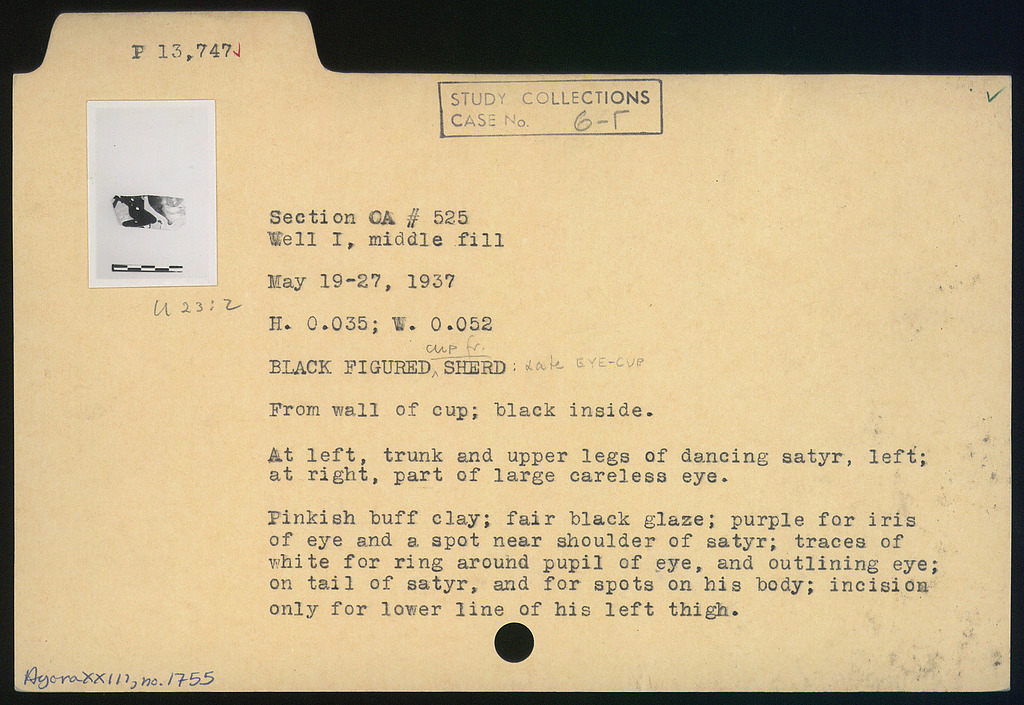 P 13,747✓
STUDY COLLECTIONS
CASE No. 6-Γ
✓
Section OA # 525
Well I, middle fill
U 23:2
May 19-27, 1937
H. 0.035; W. 0.052
cup fr.
BLACK FIGURED ^ SHERD : late EYE-CUP
From wall of cup; black inside.
At left, trunk and upper legs of dancing satyr, left;
at right, part of large careless eye.
Pinkish buff clay; fair black glaze; purple for iris
of eye and a spot near shoulder of satyr; traces of
white for ring around pupil of eye, and outlining eye;
on tail of satyr, and for spots on his body; incision
only for lower line of his left thigh.
Agora XXIII, no. 1755